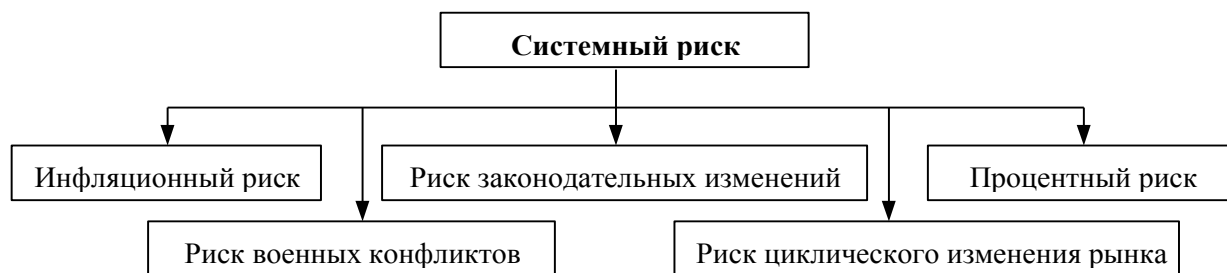 Системный риск
Инфляционный риск
Риск законодательных изменений
Процентный риск
Риск военных конфликтов
Риск циклического изменения рынка